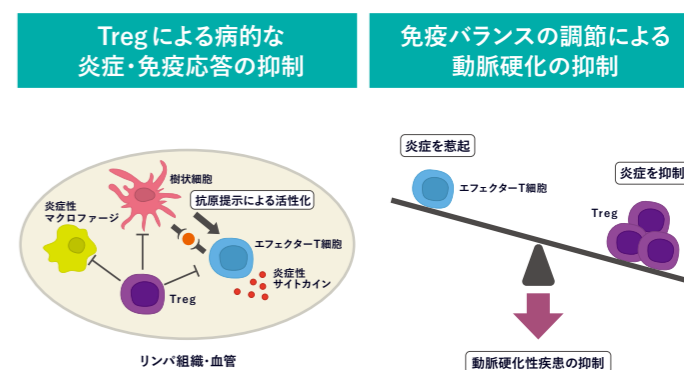 Tregによる病的な
炎症・免疫応答の抑制
免疫バランスの調節による
動脈硬化の抑制
樹状細胞
抗原提示による活性化
炎症性
マクロファージ
エフェクターT細胞
炎症性
サイトカイン
Treg
リンパ組織・血管
炎症を惹起
エフェクターT細胞
炎症を抑制
Treg
動脈硬化性疾患の抑制